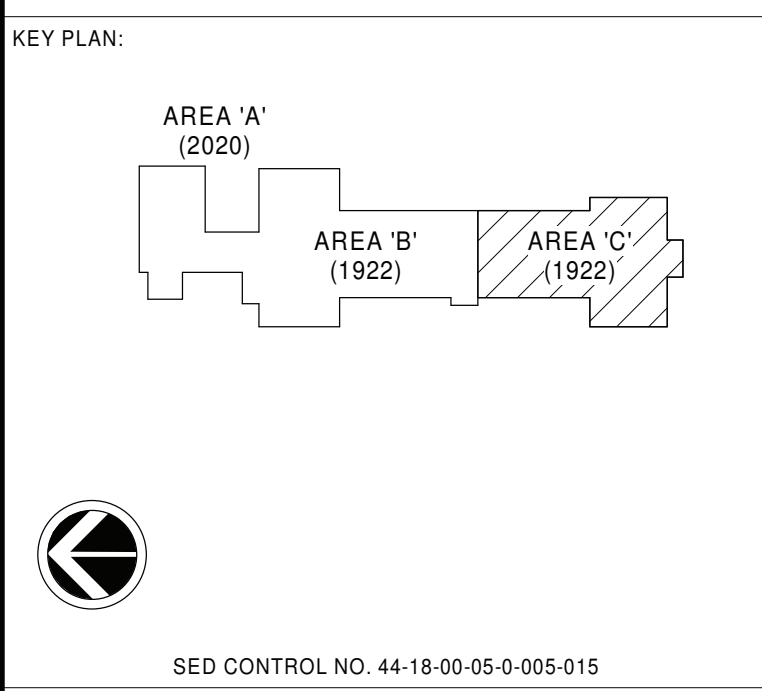 KEY PLAN:
AREA 'A'
(2020)
AREA 'B'
(1922)
AREA 'C'
(1922)
SED CONTROL NO. 44-18-00-05-0-005-015